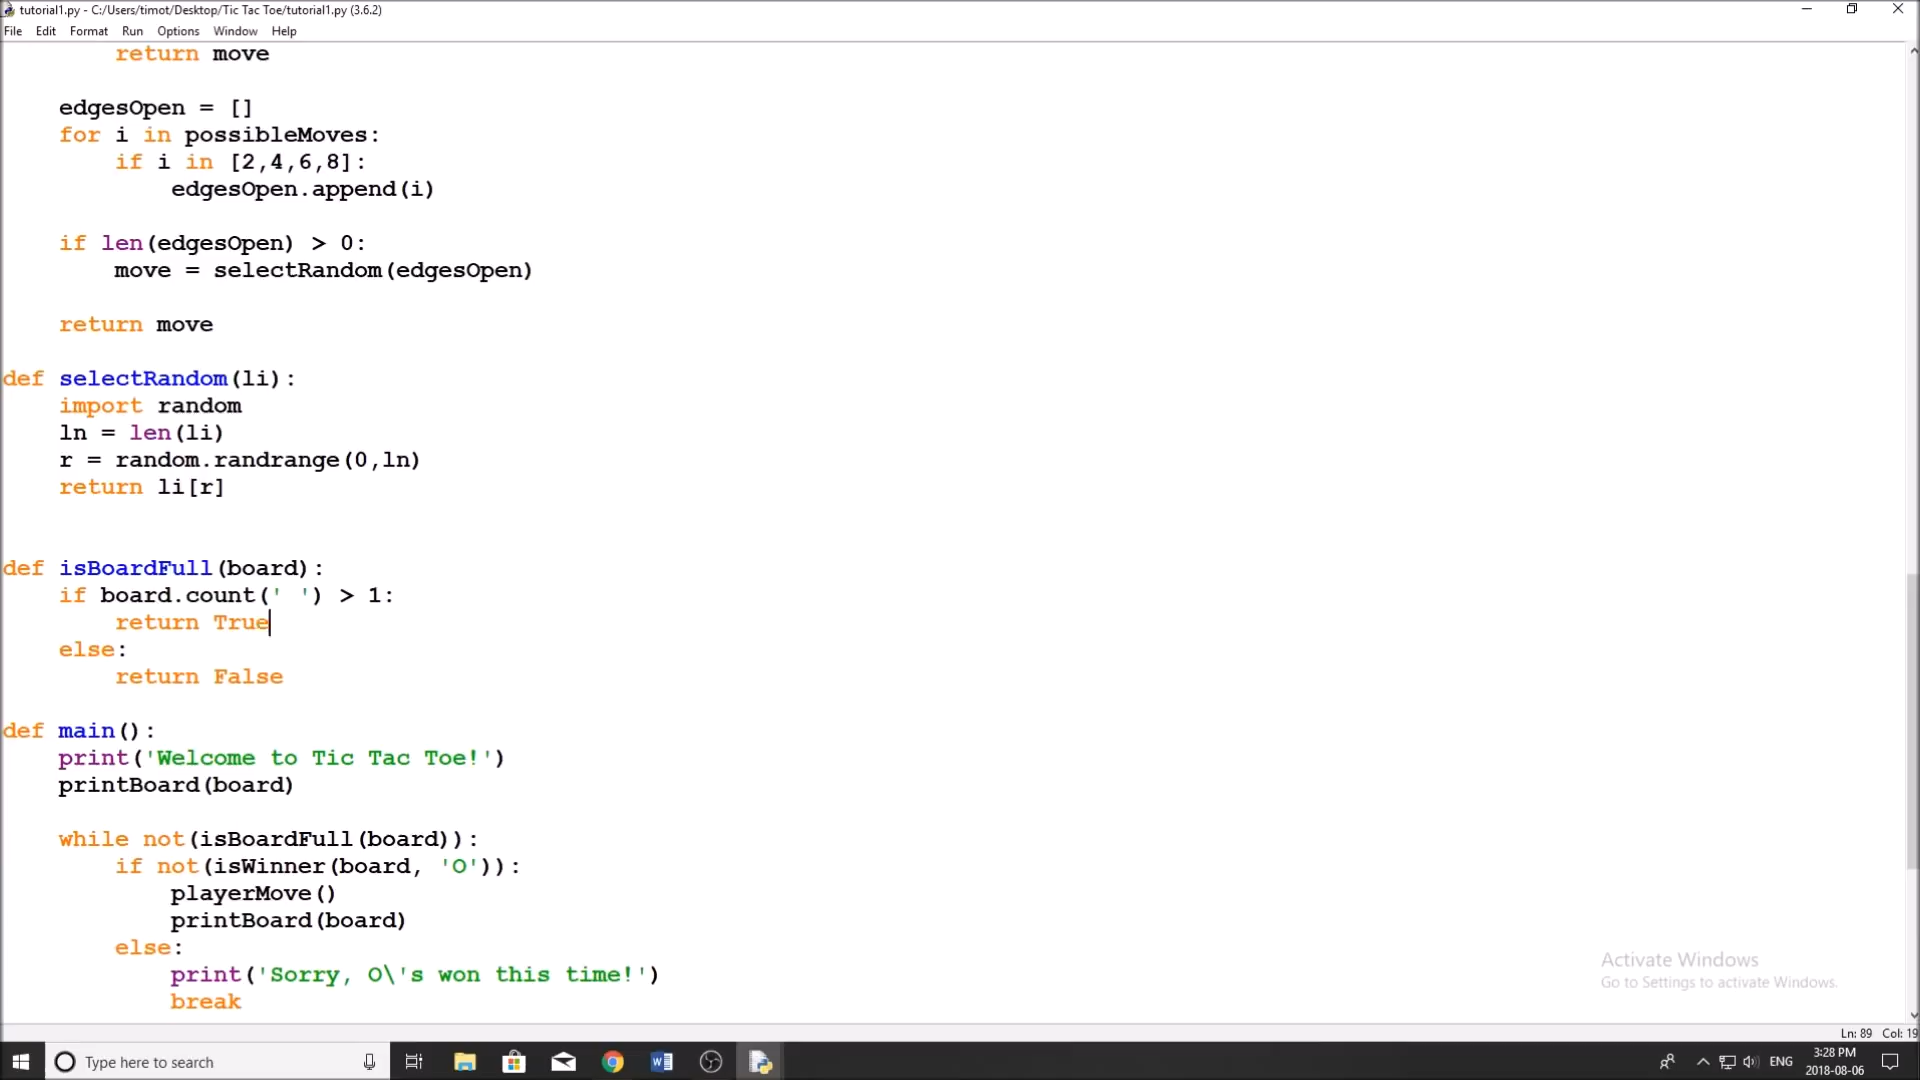 tutorial1.py - C:/Users/timot/Desktop/Tic Tac Toe/tutorial1.py (3.6.2)
File Edit Format Run Options Window Help
        return move

    edgesOpen = []
    for i in possibleMoves:
        if i in [2,4,6,8]:
            edgesOpen.append(i)

    if len(edgesOpen) > 0:
        move = selectRandom(edgesOpen)

    return move

def selectRandom(li):
    import random
    ln = len(li)
    r = random.randrange(0,ln)
    return li[r]


def isBoardFull(board):
    if board.count(' ') > 1:
        return True
    else:
        return False

def main():
    print('Welcome to Tic Tac Toe!')
    printBoard(board)

    while not(isBoardFull(board)):
        if not(isWinner(board, 'O')):
            playerMove()
            printBoard(board)
        else:
            print('Sorry, O\'s won this time!')
            break
Activate Windows
Go to Settings to activate Windows.
Ln: 89 Col: 19
Type here to search
ENG
3:28 PM
2018-08-06